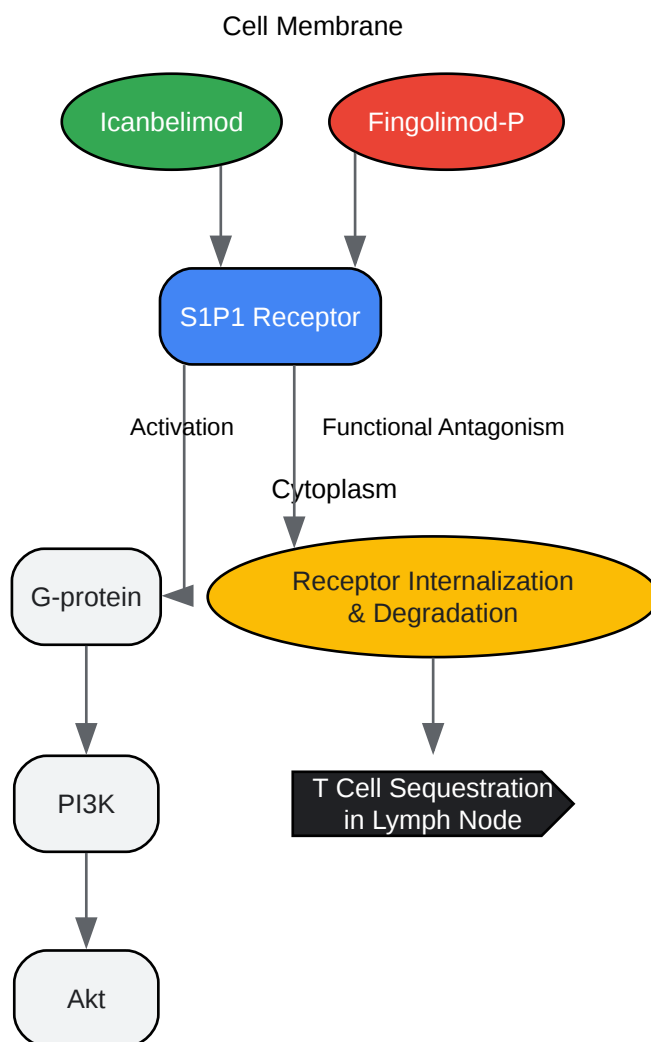 Cell Membrane
Icanbelimod
Fingolimod-P
S1P1 Receptor
Activation
Functional Antagonism
Cytoplasm
G-protein
Receptor Internalization
& Degradation
PI3K
T Cell Sequestration
in Lymph Node
Akt